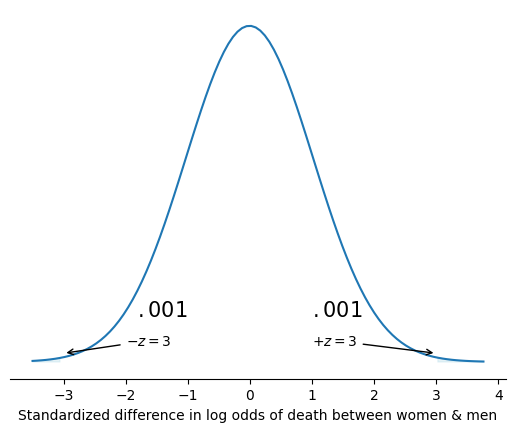 .001 .001
−z = 3 +z = 3
−3 −2 −1 0 1 2 3 4
Standardized difference in log odds of death between women & men